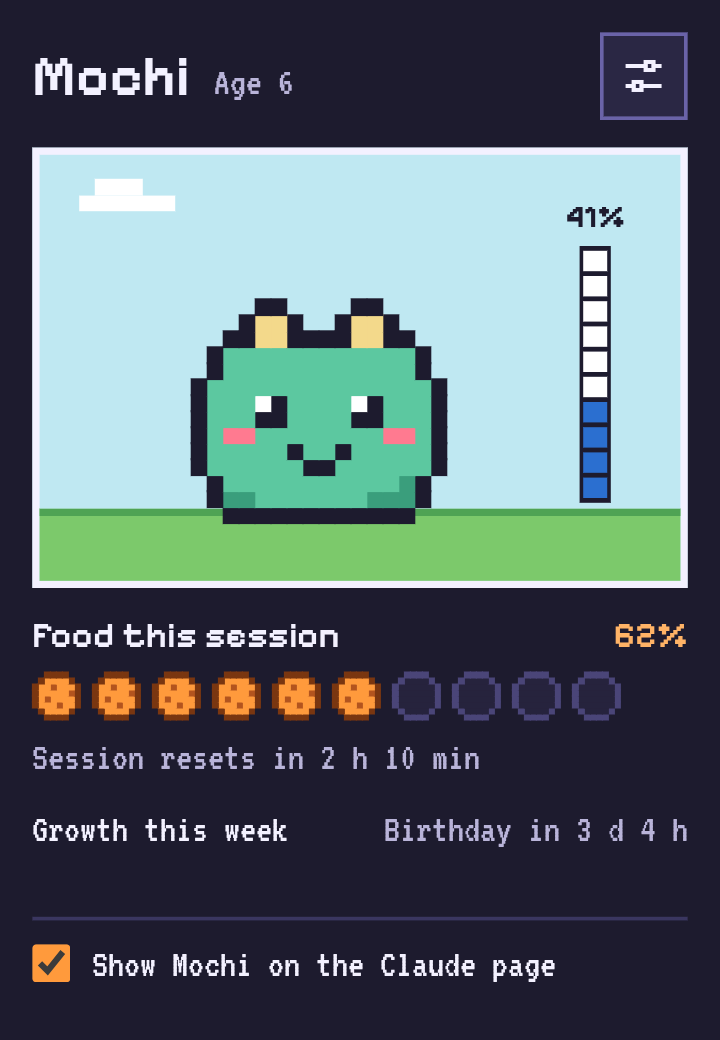 Mochi Age 6
41%
Food this session 62%
Session resets in 2 h 10 min
Growth this week Birthday in 3 d 4 h
Show Mochi on the Claude page